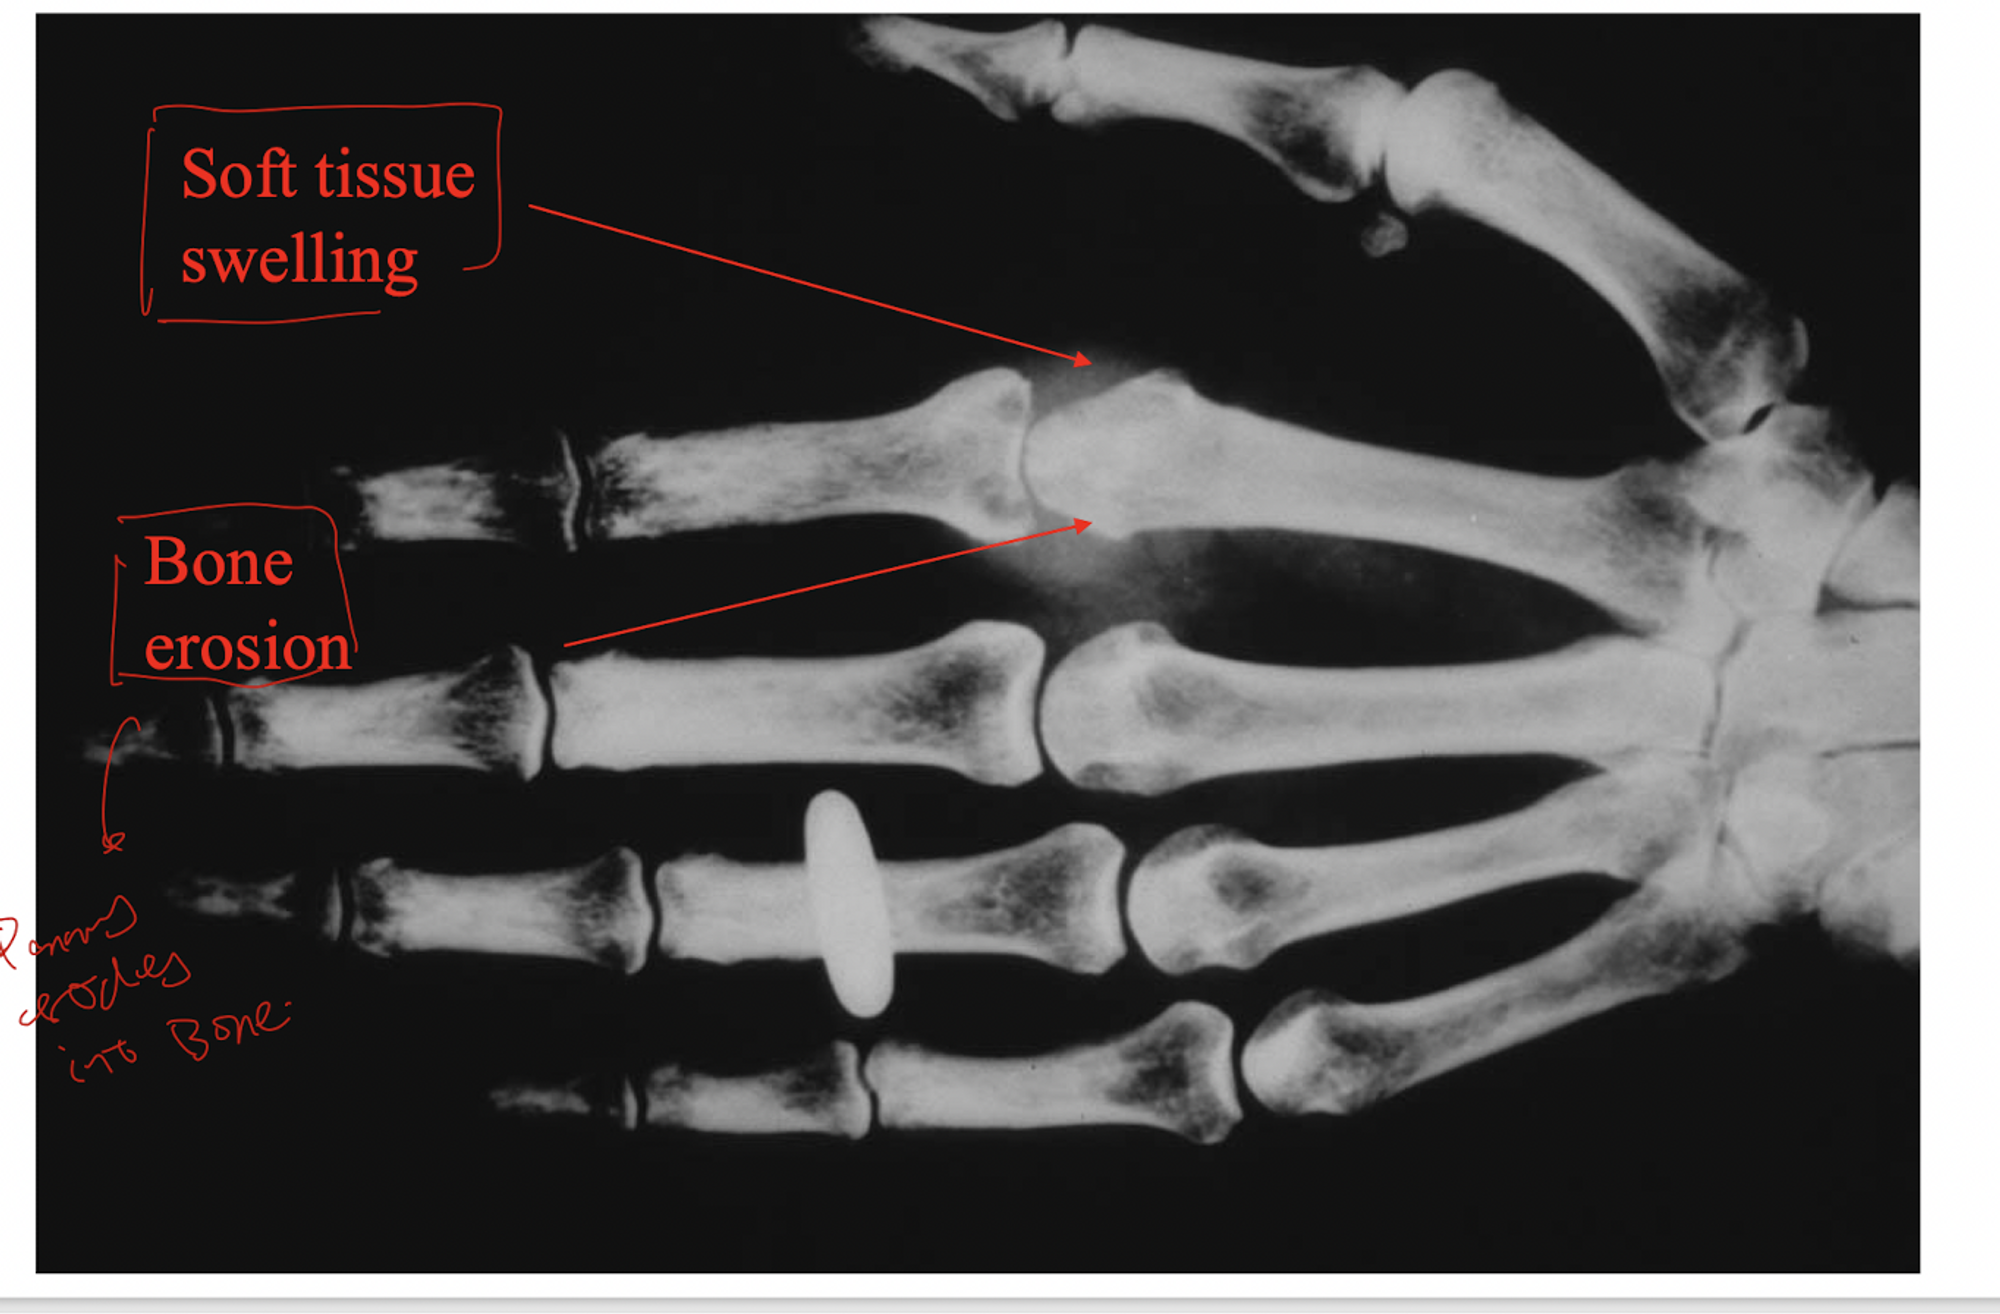 Soft tissue
swelling
Bone
erosion
erodes
into Bone.